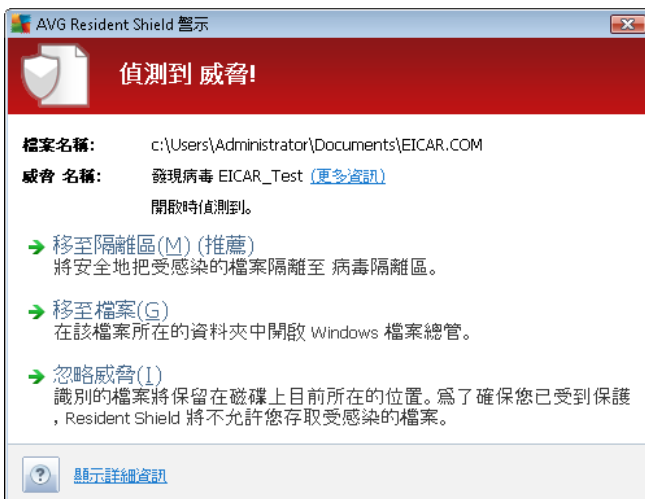 AVG Resident Shield 警示
偵測到 威脅!
檔案名稱: c:\Users\Administrator\Documents\EICAR.COM
威脅 名稱: 發現病毒 EICAR_Test (更多資訊)
開啟時偵測到。
移至隔離區(M) (推薦)
將安全地把受感染的檔案隔離至 病毒隔離區。
移至檔案(G)
在該檔案所在的資料夾中開啟 Windows 檔案總管。
忽略威脅(I)
識別的檔案將保留在磁碟上目前所在的位置。爲了確保您已受到保護
, Resident Shield 將不允許您存取受感染的檔案。
顯示詳細資訊